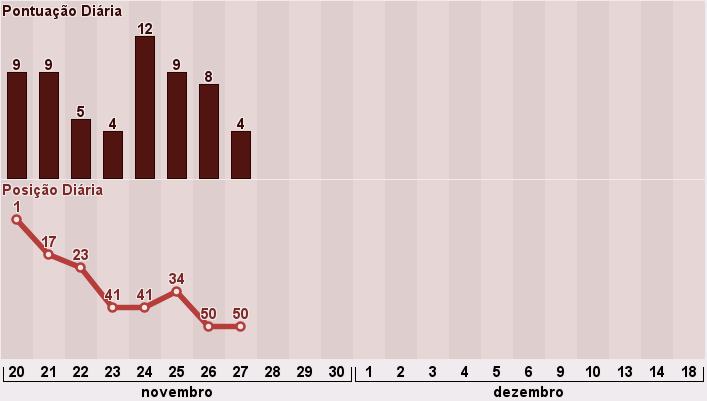 Pontuação Diária
9 9 5 4 12 9 8 4
Posição Diária
1 17 23 41 41 34 50 50
20 21 22 23 24 25 26 27 28 29 30 1 2 3 4 5 6 9 10 13 14 18
novembro dezembro